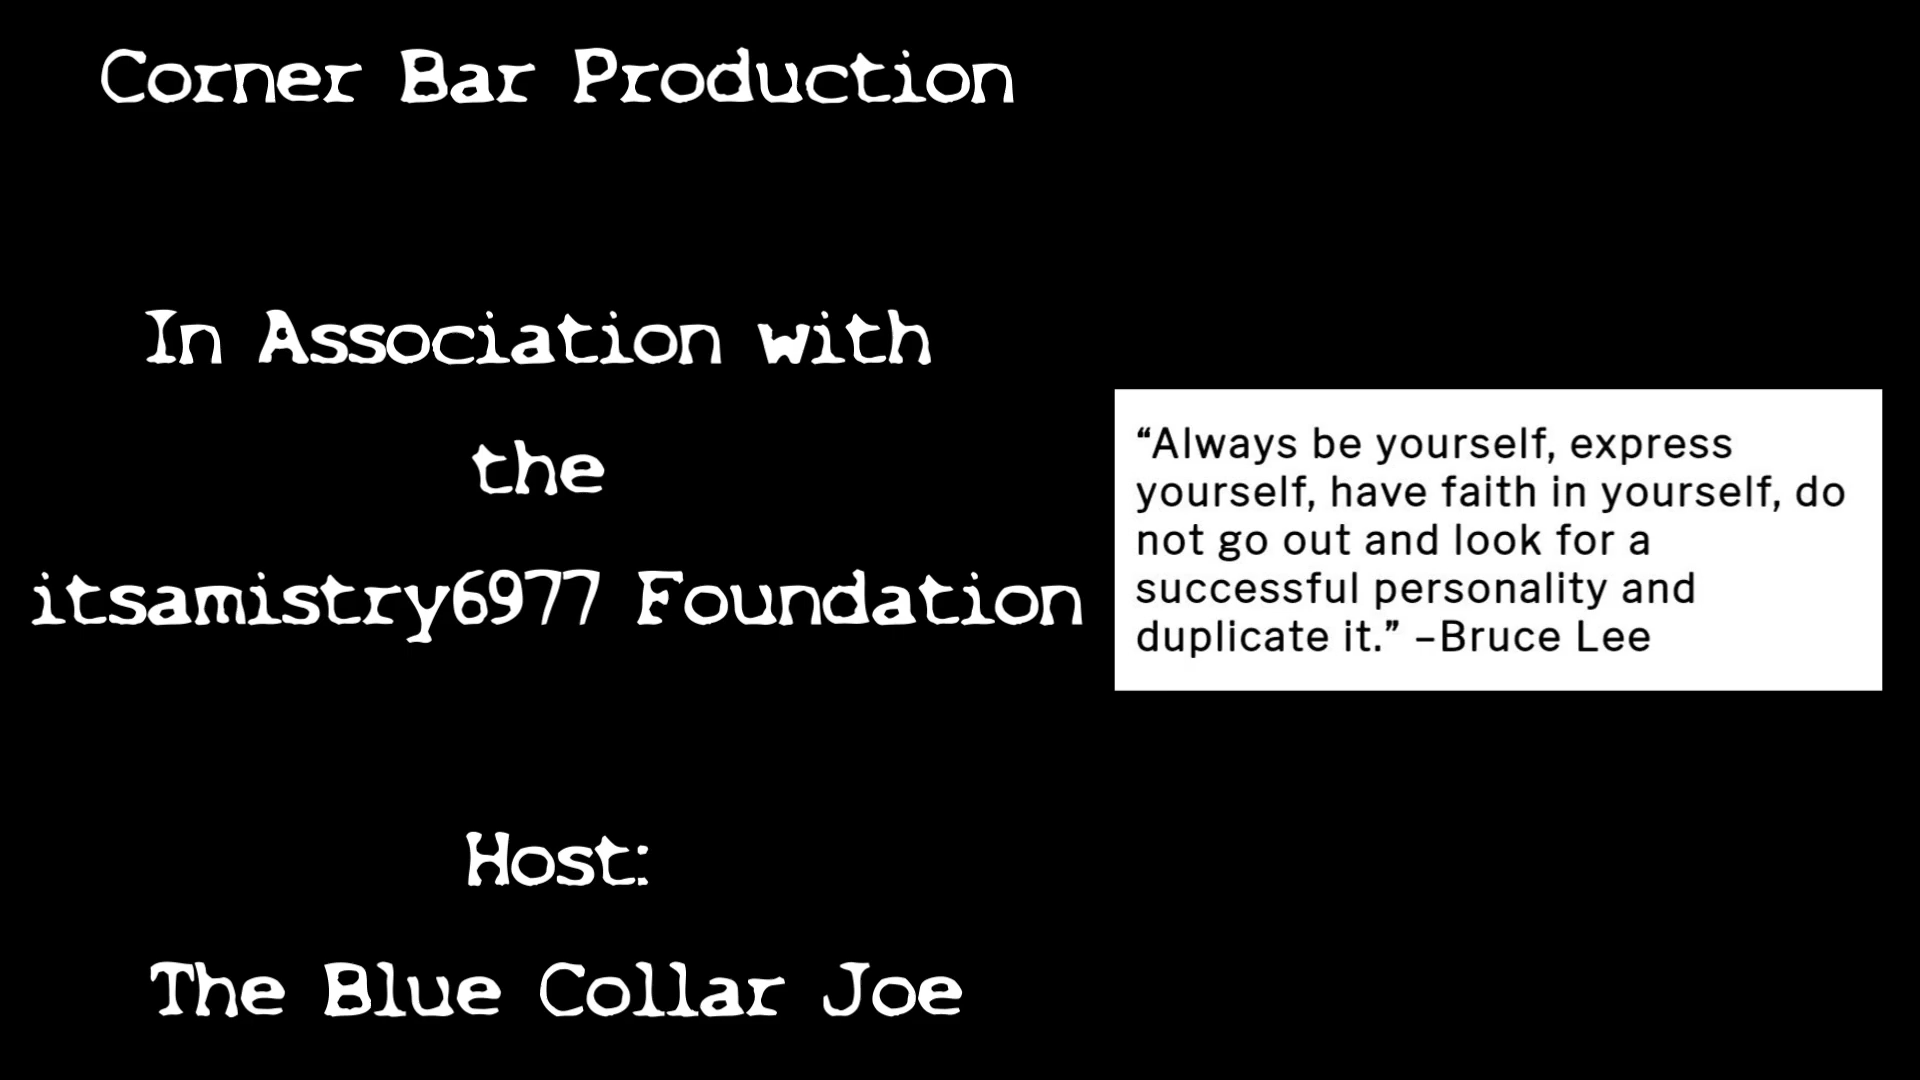 Corner Bar Production
In Association with
the
itsamistry6977 Foundation
Host:
The Blue Collar Joe
“Always be yourself, express
yourself, have faith in yourself, do
not go out and look for a
successful personality and
duplicate it.” –Bruce Lee